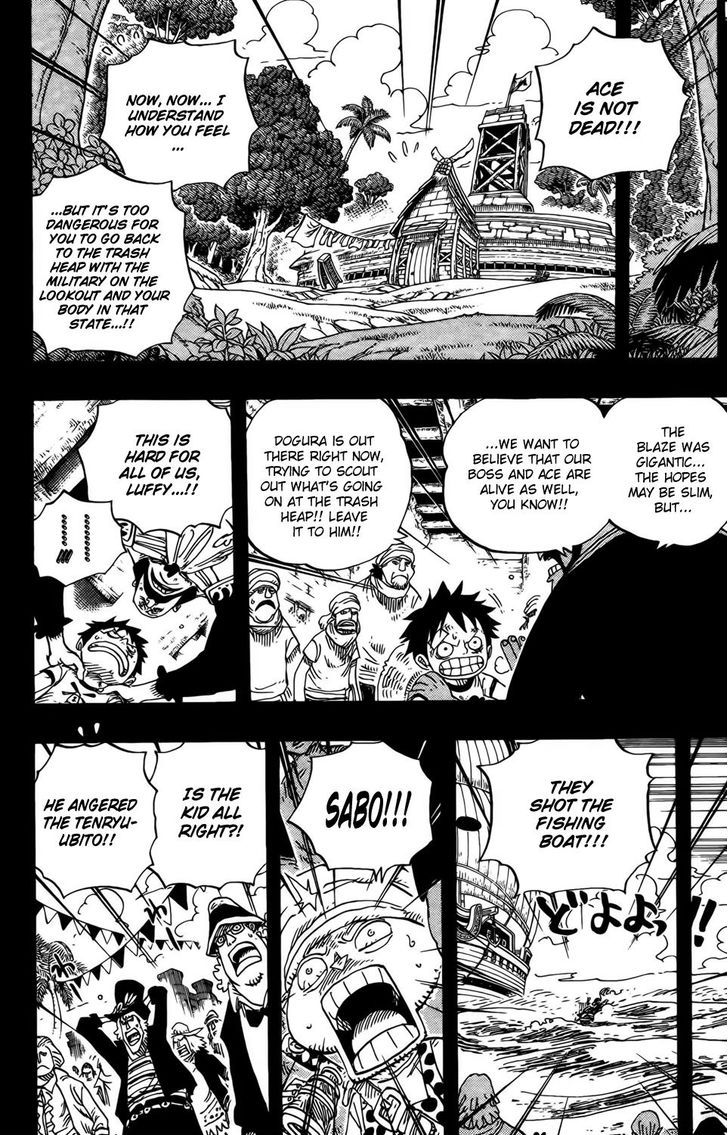 ACE
IS NOT
DEAD!!!
NOW, NOW... I
UNDERSTAND
HOW YOU FEEL
...
...BUT IT'S TOO
DANGEROUS FOR
YOU TO GO BACK
TO THE TRASH
HEAP WITH THE
MILITARY ON THE
LOOKOUT AND YOUR
BODY IN THAT
STATE...!!
THE
BLAZE WAS
GIGANTIC...
THE HOPES
MAY BE SLIM,
BUT...
...WE WANT TO
BELIEVE THAT OUR
BOSS AND ACE ARE
ALIVE AS WELL,
YOU KNOW!!
DOGURA IS OUT
THERE RIGHT NOW,
TRYING TO SCOUT
OUT WHAT'S GOING
ON AT THE TRASH
HEAP!! LEAVE
IT TO HIM!!
THIS IS
HARD FOR
ALL OF US,
LUFFY...!!
THEY
SHOT THE
FISHING
BOAT!!!
どよよっ!!
SABO!!!
IS THE
KID ALL
RIGHT?!
HE ANGERED
THE TENRYU-
UBITO!!